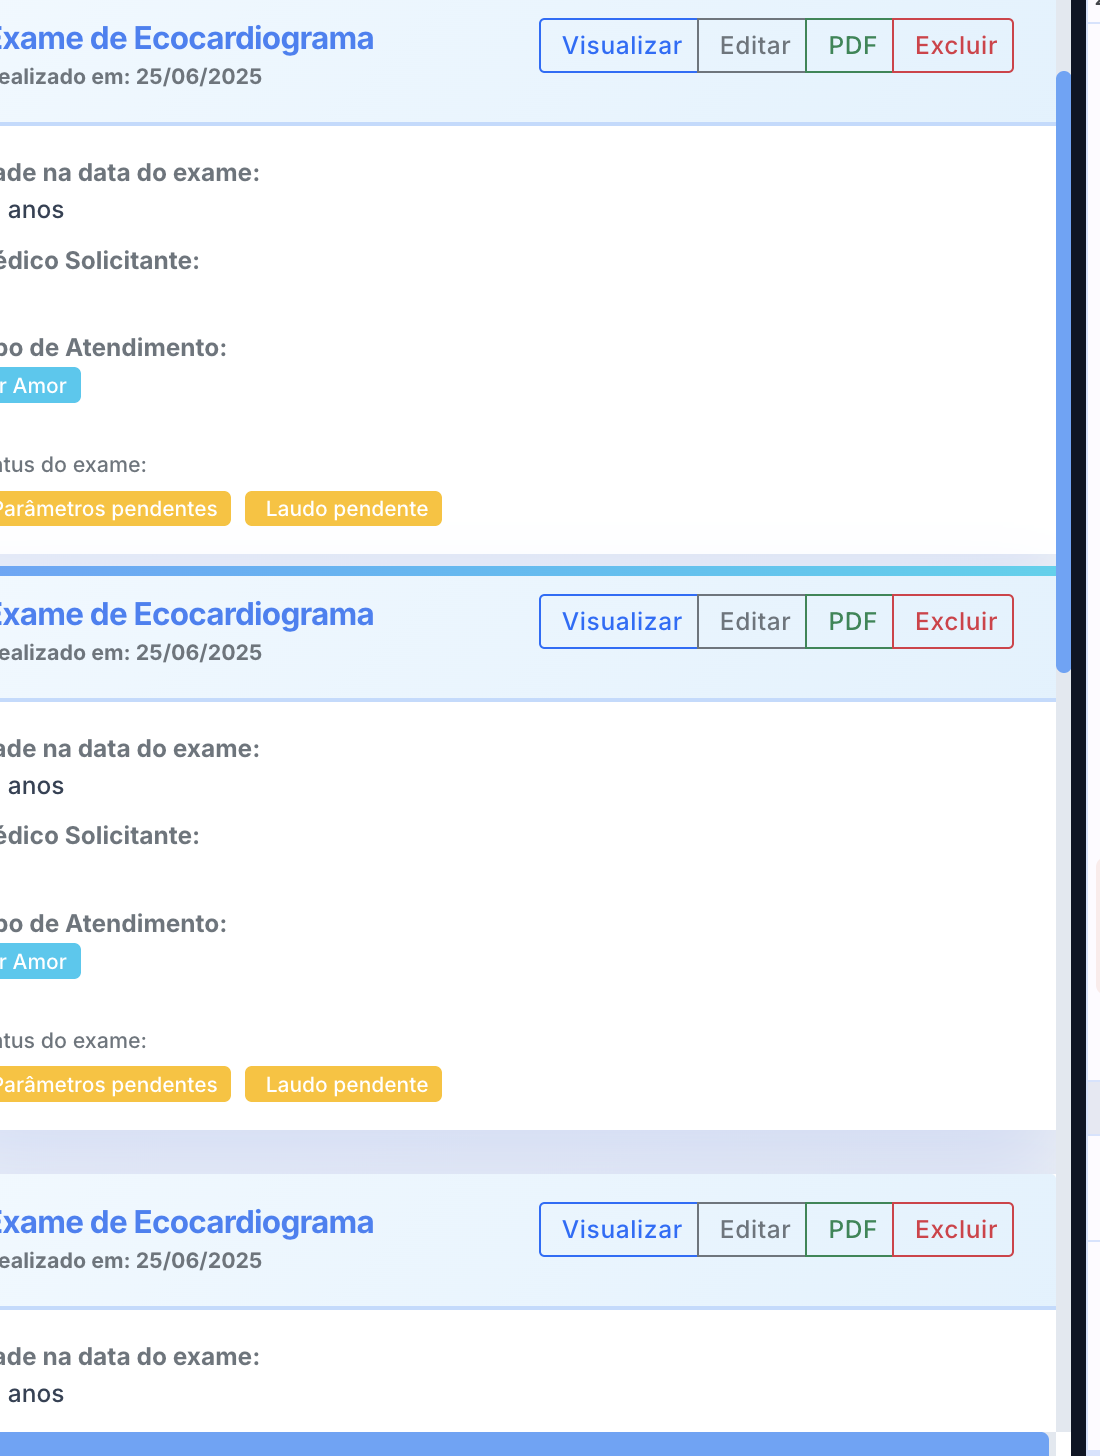 Exame de Ecocardiograma
Visualizar Editar PDF Excluir
ealizado em: 25/06/2025
ade na data do exame:
anos
édico Solicitante:
po de Atendimento:
r Amor
atus do exame:
Parâmetros pendentes Laudo pendente
Exame de Ecocardiograma
Visualizar Editar PDF Excluir
ealizado em: 25/06/2025
ade na data do exame:
anos
édico Solicitante:
po de Atendimento:
r Amor
atus do exame:
Parâmetros pendentes Laudo pendente
Exame de Ecocardiograma
Visualizar Editar PDF Excluir
ealizado em: 25/06/2025
ade na data do exame:
anos